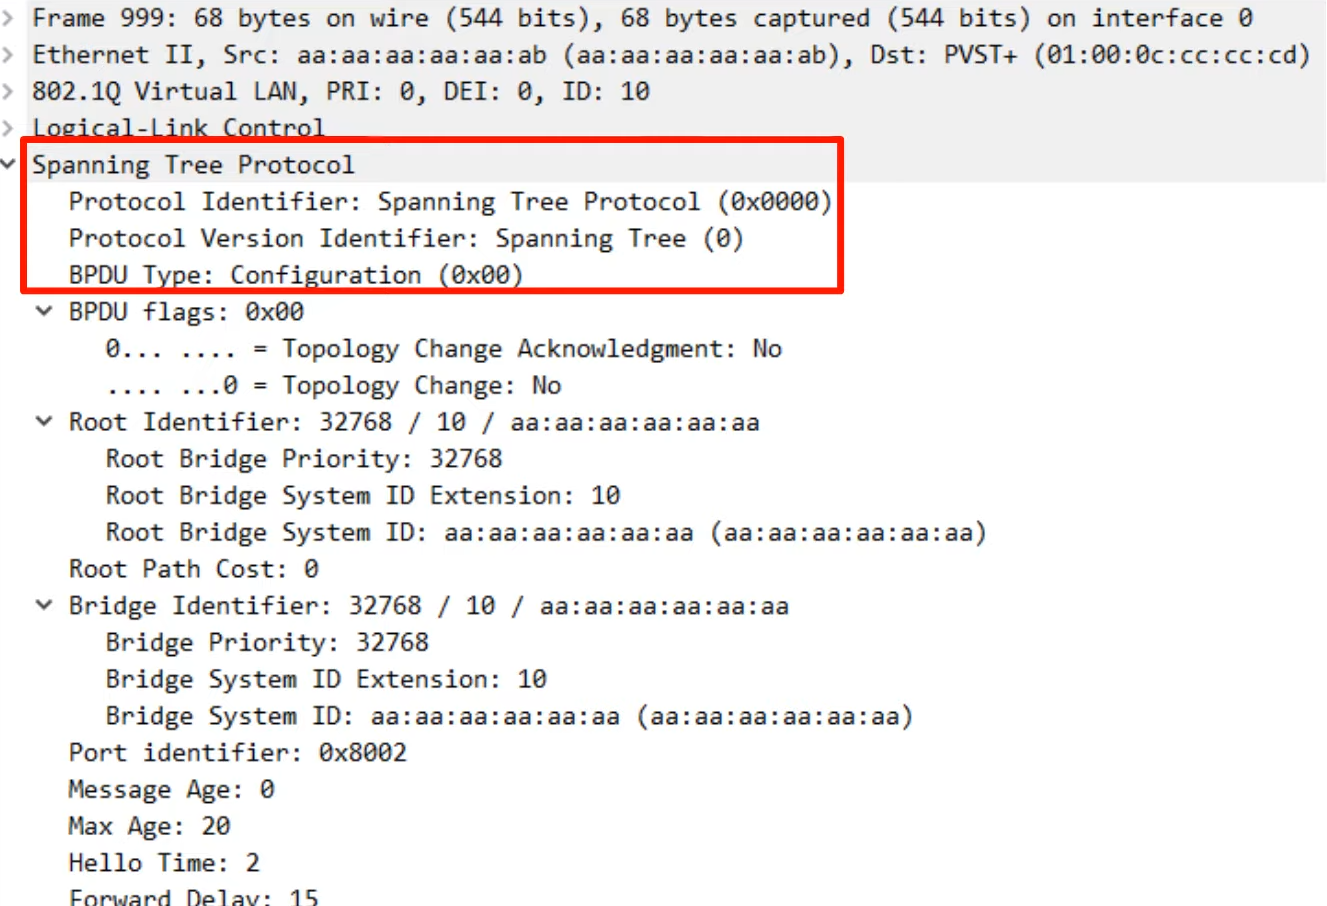 Frame 999: 68 bytes on wire (544 bits), 68 bytes captured (544 bits) on interface 0
Ethernet II, Src: aa:aa:aa:aa:aa:ab (aa:aa:aa:aa:aa:ab), Dst: PVST+ (01:00:0c:cc:cc:cd)
802.1Q Virtual LAN, PRI: 0, DEI: 0, ID: 10
Logical-Link Control
Spanning Tree Protocol
Protocol Identifier: Spanning Tree Protocol (0x0000)
Protocol Version Identifier: Spanning Tree (0)
BPDU Type: Configuration (0x00)
BPDU flags: 0x00
0... .... = Topology Change Acknowledgment: No
.... ...0 = Topology Change: No
Root Identifier: 32768 / 10 / aa:aa:aa:aa:aa:aa
Root Bridge Priority: 32768
Root Bridge System ID Extension: 10
Root Bridge System ID: aa:aa:aa:aa:aa:aa (aa:aa:aa:aa:aa:aa)
Root Path Cost: 0
Bridge Identifier: 32768 / 10 / aa:aa:aa:aa:aa:aa
Bridge Priority: 32768
Bridge System ID Extension: 10
Bridge System ID: aa:aa:aa:aa:aa:aa (aa:aa:aa:aa:aa:aa)
Port identifier: 0x8002
Message Age: 0
Max Age: 20
Hello Time: 2
Forward Delay: 15